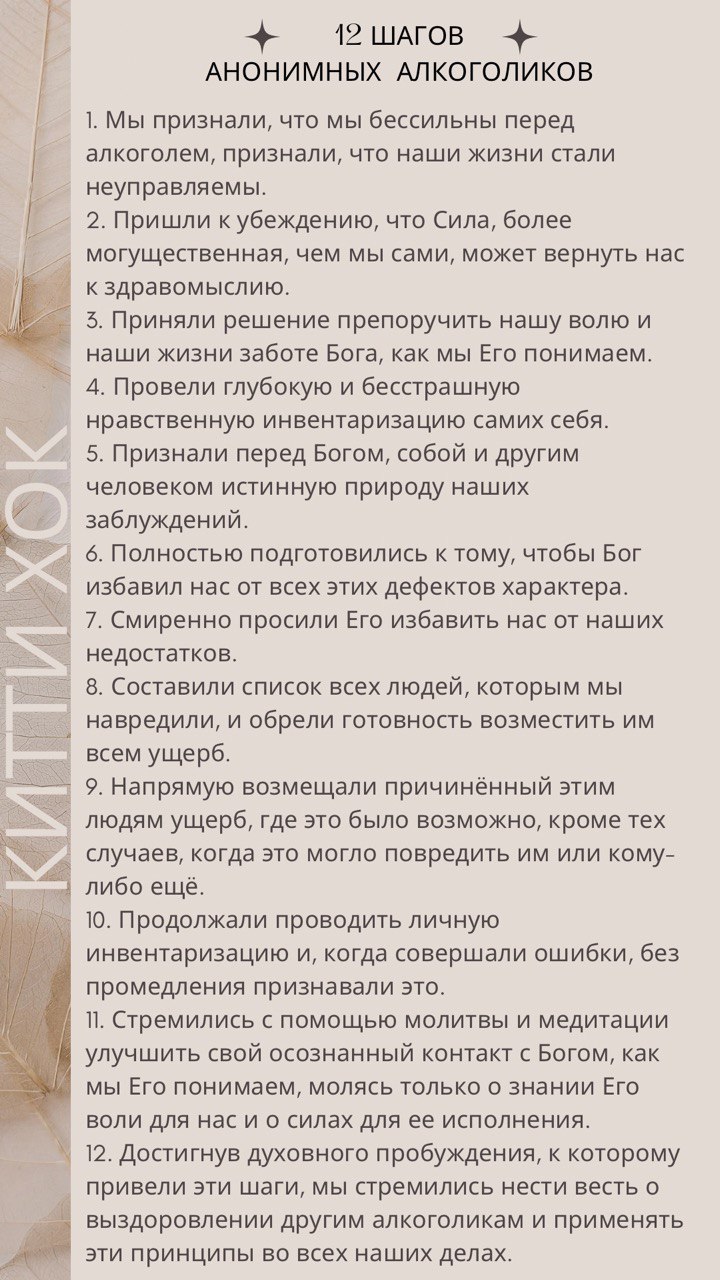 12 ШАГОВ
АНОНИМНЫХ АЛКОГОЛИКОВ
1. Мы признали, что мы бессильны перед
алкоголем, признали, что наши жизни стали
неуправляемы.
2. Пришли к убеждению, что Сила, более
могущественная, чем мы сами, может вернуть нас
к здравомыслию.
3. Приняли решение препоручить нашу волю и
наши жизни заботе Бога, как мы Его понимаем.
4. Провели глубокую и бесстрашную
нравственную инвентаризацию самих себя.
5. Признали перед Богом, собой и другим
человеком истинную природу наших
заблуждений.
6. Полностью подготовились к тому, чтобы Бог
избавил нас от всех этих дефектов характера.
7. Смиренно просили Его избавить нас от наших
недостатков.
8. Составили список всех людей, которым мы
навредили, и обрели готовность возместить им
всем ущерб.
9. Напрямую возмещали причинённый этим
людям ущерб, где это было возможно, кроме тех
случаев, когда это могло повредить им или кому-
либо ещё.
10. Продолжали проводить личную
инвентаризацию и, когда совершали ошибки, без
промедления признавали это.
11. Стремились с помощью молитвы и медитации
улучшить свой осознанный контакт с Богом, как
мы Его понимаем, молясь только о знании Его
воли для нас и о силах для ее исполнения.
12. Достигнув духовного пробуждения, к которому
привели эти шаги, мы стремились нести весть о
выздоровлении другим алкоголикам и применять
эти принципы во всех наших делах.
КИТТИ ХОК